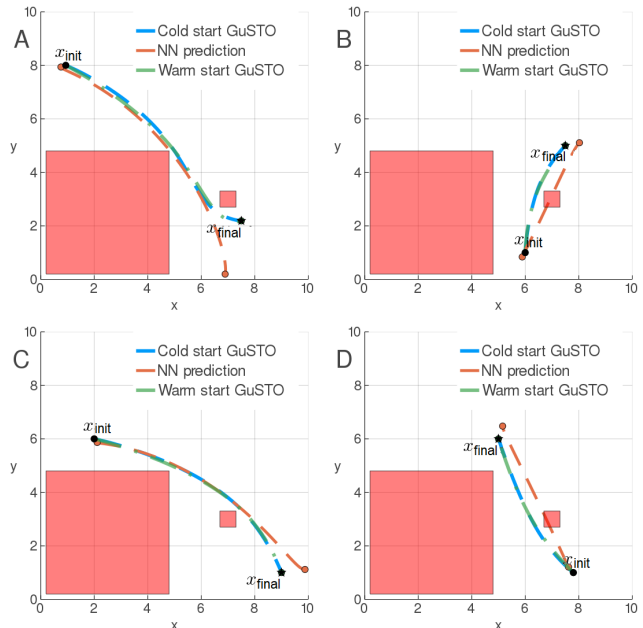 A
x_init
Cold start GuSTO
NN prediction
Warm start GuSTO
10
8
6
y
4
2
x_final
0
0 2 4 6 8 10
x
B
Cold start GuSTO
NN prediction
Warm start GuSTO
10
8
6
y
x_final
4
2
x_init
0
0 2 4 6 8 10
x
C
Cold start GuSTO
NN prediction
Warm start GuSTO
10
8
x_init
6
y
4
2
x_final
0
0 2 4 6 8 10
x
D
Cold start GuSTO
NN prediction
Warm start GuSTO
10
8
6
x_final
y
4
2
x_init
0
0 2 4 6 8 10
x